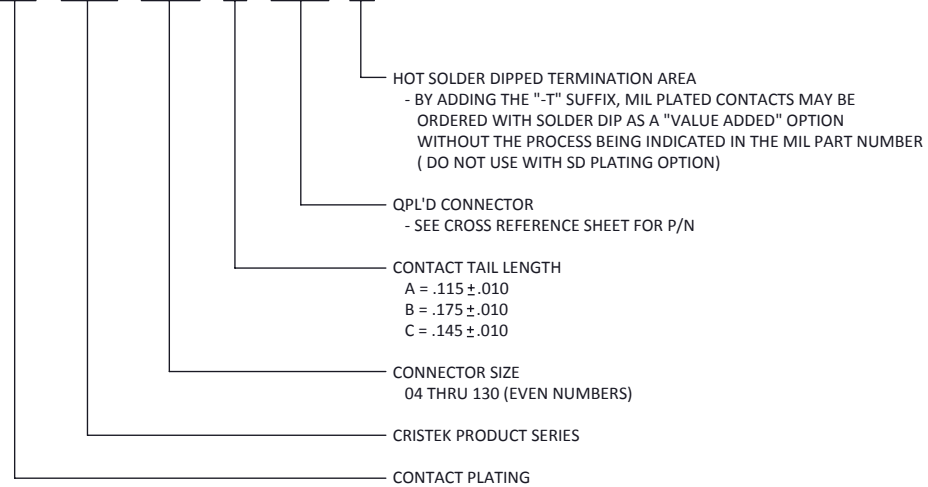 HOT SOLDER DIPPED TERMINATION AREA
- BY ADDING THE "-T" SUFFIX, MIL PLATED CONTACTS MAY BE
ORDERED WITH SOLDER DIP AS A "VALUE ADDED" OPTION
WITHOUT THE PROCESS BEING INDICATED IN THE MIL PART NUMBER
( DO NOT USE WITH SD PLATING OPTION)
QPL'D CONNECTOR
- SEE CROSS REFERENCE SHEET FOR P/N
CONTACT TAIL LENGTH
A = .115 ± .010
B = .175 ± .010
C = .145 ± .010
CONNECTOR SIZE
04 THRU 130 (EVEN NUMBERS)
CRISTEK PRODUCT SERIES
CONTACT PLATING